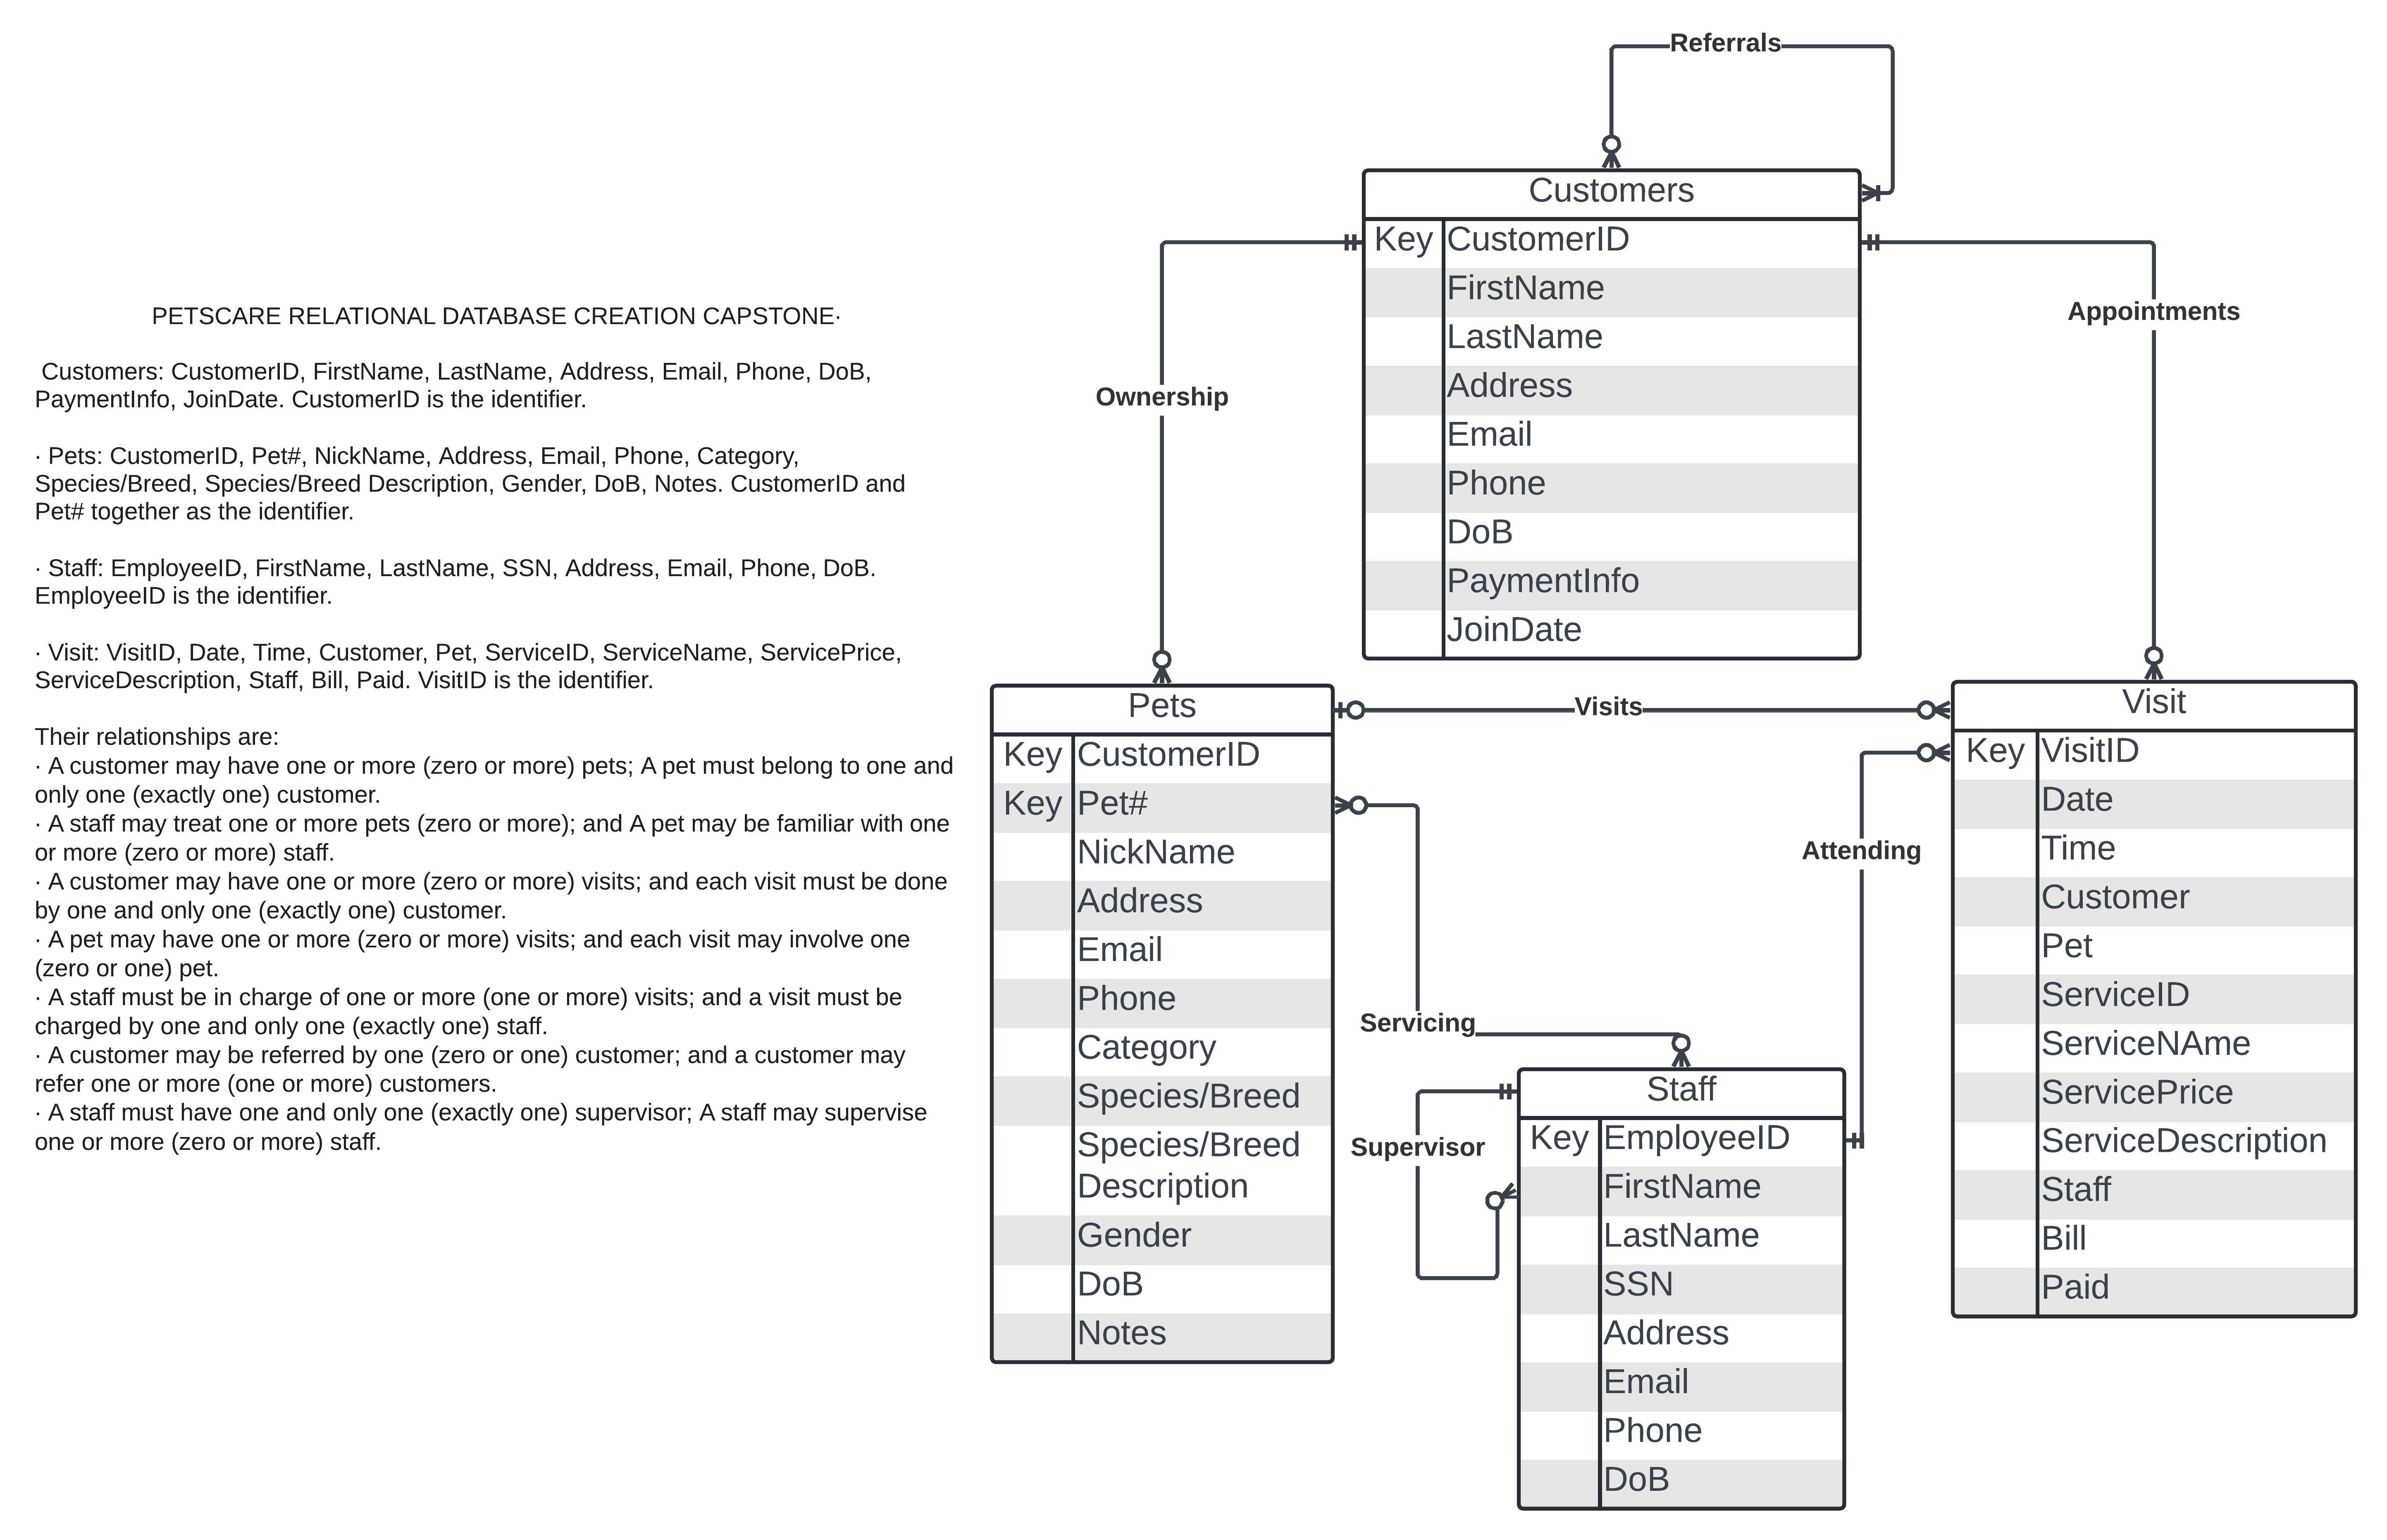 PETSCARE RELATIONAL DATABASE CREATION CAPSTONE·
Customers: CustomerID, FirstName, LastName, Address, Email, Phone, DoB,
PaymentInfo, JoinDate. CustomerID is the identifier.
· Pets: CustomerID, Pet#, NickName, Address, Email, Phone, Category,
Species/Breed, Species/Breed Description, Gender, DoB, Notes. CustomerID and
Pet# together as the identifier.
· Staff: EmployeeID, FirstName, LastName, SSN, Address, Email, Phone, DoB.
EmployeeID is the identifier.
· Visit: VisitID, Date, Time, Customer, Pet, ServiceID, ServiceName, ServicePrice,
ServiceDescription, Staff, Bill, Paid. VisitID is the identifier.
Their relationships are:
· A customer may have one or more (zero or more) pets; A pet must belong to one and
only one (exactly one) customer.
· A staff may treat one or more pets (zero or more); and A pet may be familiar with one
or more (zero or more) staff.
· A customer may have one or more (zero or more) visits; and each visit must be done
by one and only one (exactly one) customer.
· A pet may have one or more (zero or more) visits; and each visit may involve one
(zero or one) pet.
· A staff must be in charge of one or more (one or more) visits; and a visit must be
charged by one and only one (exactly one) staff.
· A customer may be referred by one (zero or one) customer; and a customer may
refer one or more (one or more) customers.
· A staff must have one and only one (exactly one) supervisor; A staff may supervise
one or more (zero or more) staff.
Referrals
Customers
Key CustomerID
FirstName
LastName
Address
Email
Phone
DoB
PaymentInfo
JoinDate
Ownership
Appointments
Pets
Key CustomerID
Key Pet#
NickName
Address
Email
Phone
Category
Species/Breed
Species/Breed
Description
Gender
DoB
Notes
Visits
Servicing
Attending
Supervisor
Staff
Key EmployeeID
FirstName
LastName
SSN
Address
Email
Phone
DoB
Visit
Key VisitID
Date
Time
Customer
Pet
ServiceID
ServiceNAme
ServicePrice
ServiceDescription
Staff
Bill
Paid